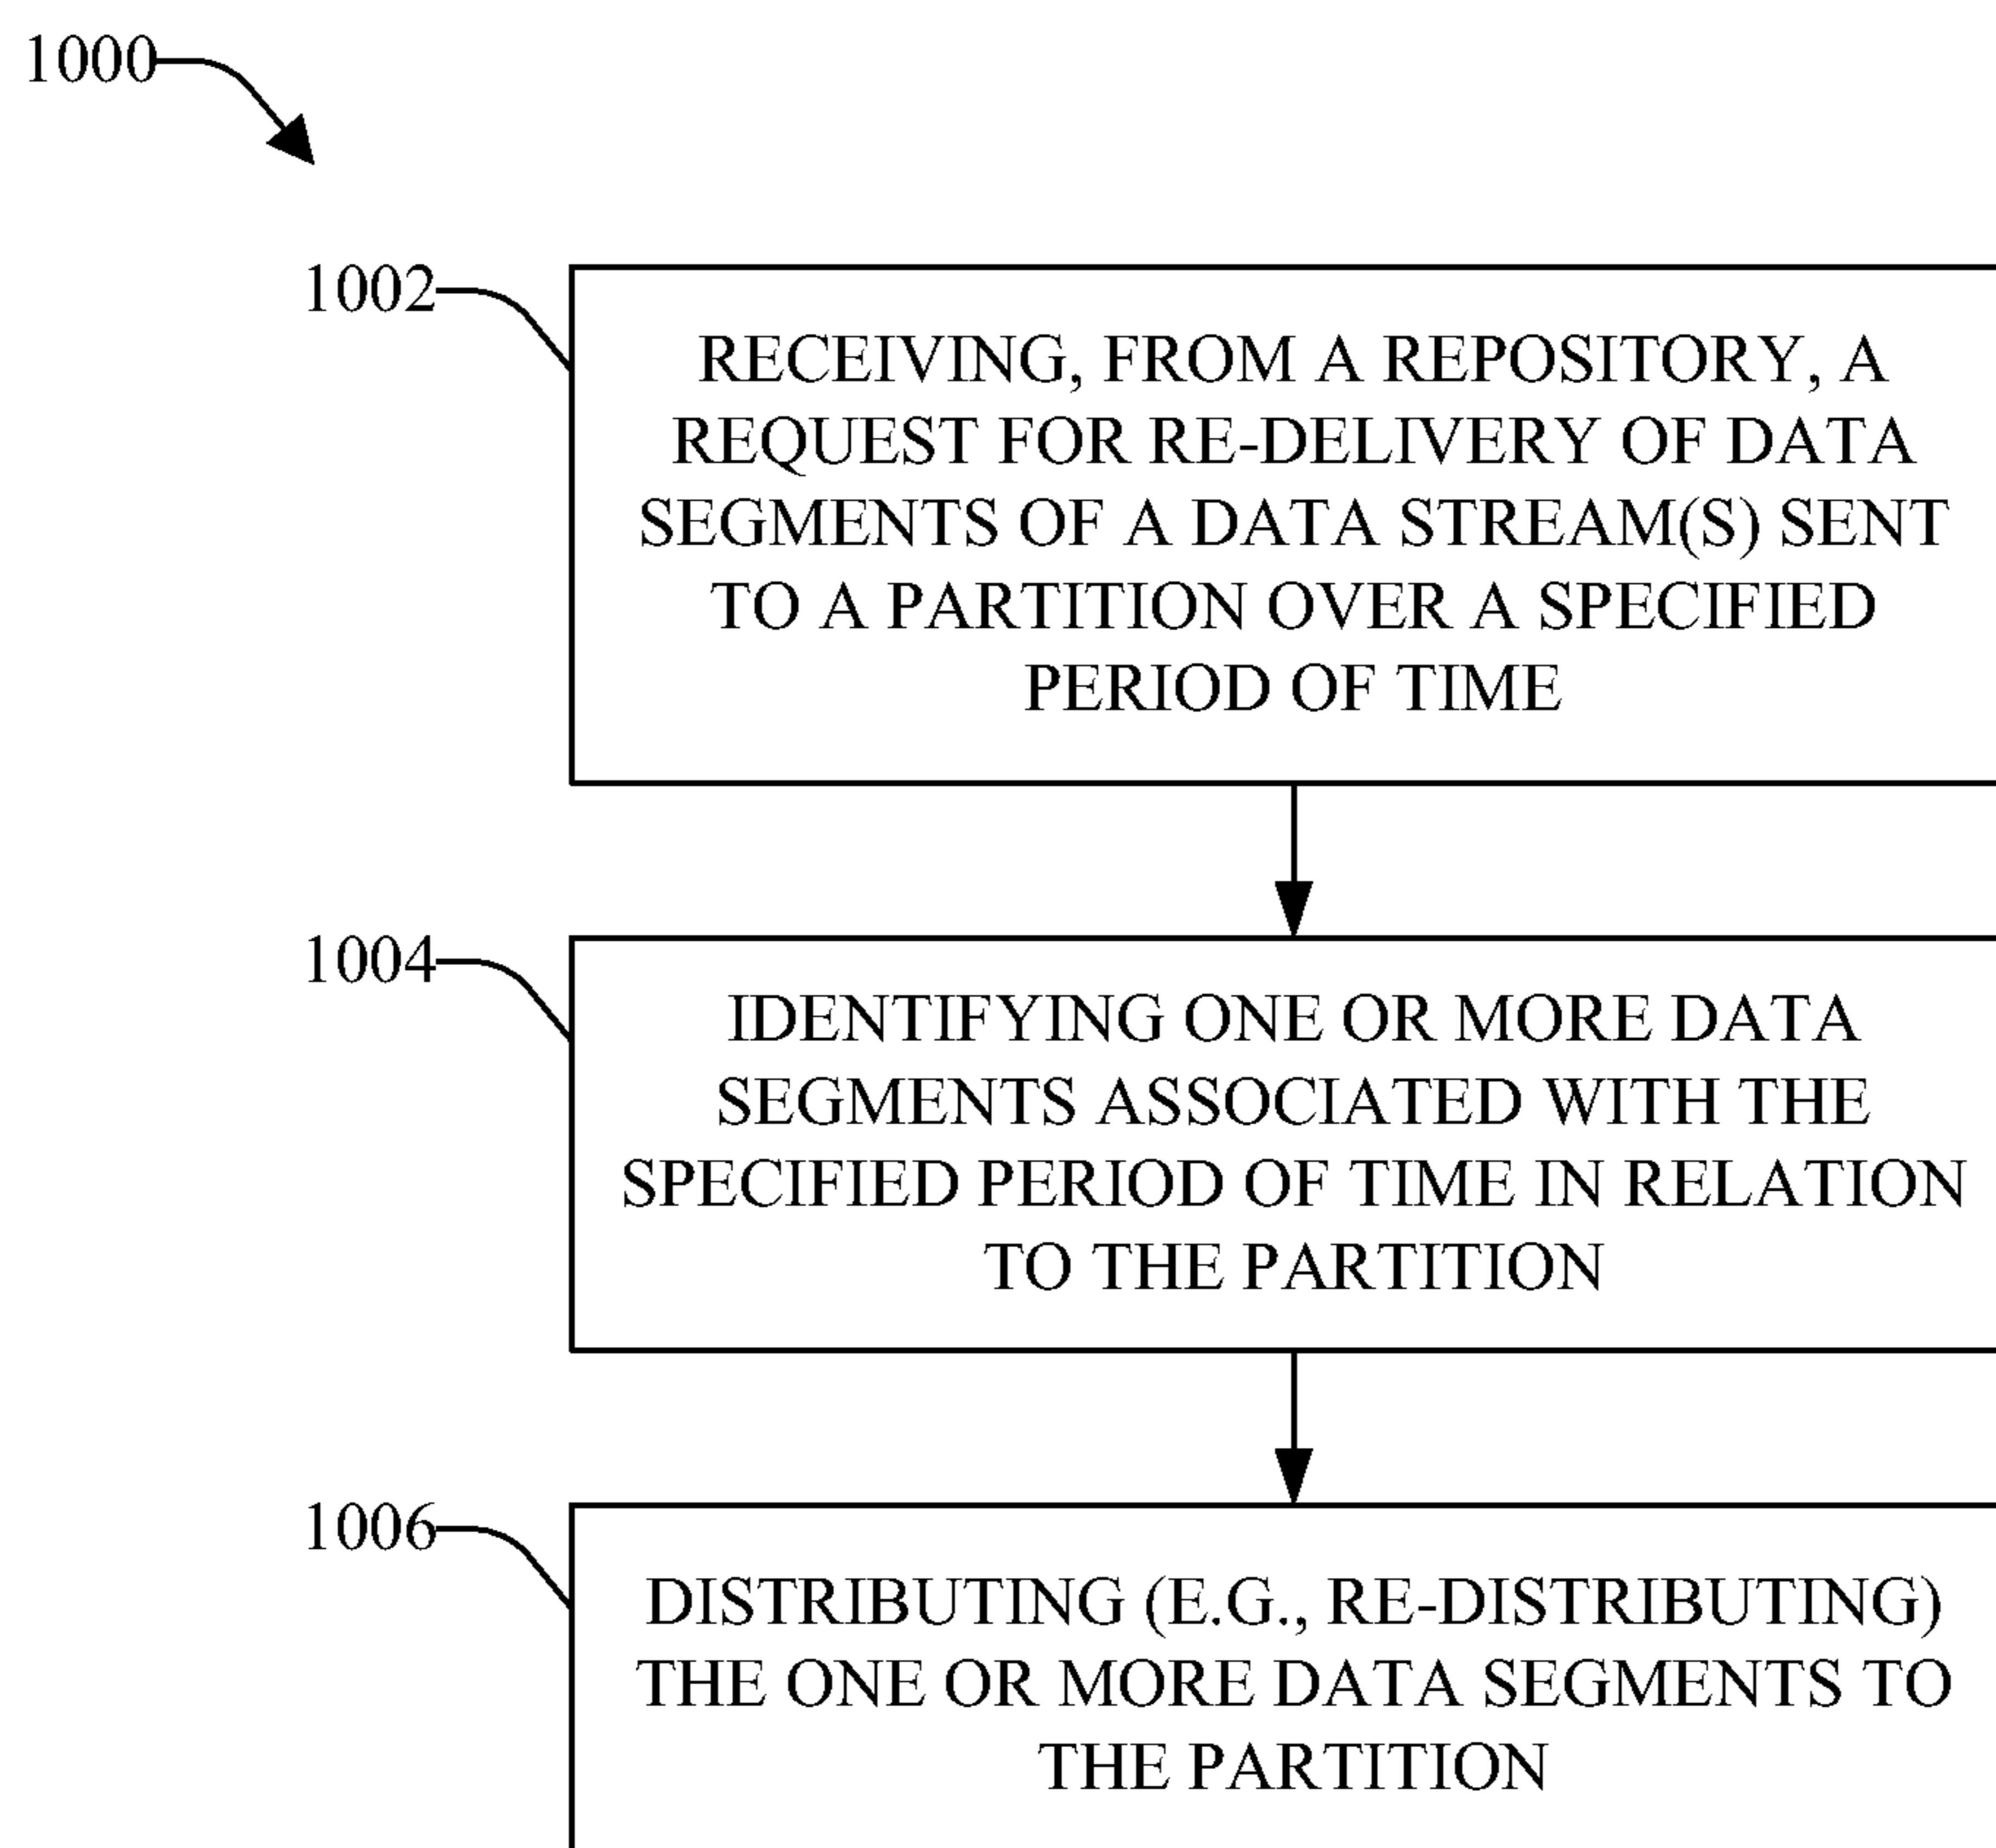 1000
1002
RECEIVING, FROM A REPOSITORY, A
REQUEST FOR RE-DELIVERY OF DATA
SEGMENTS OF A DATA STREAM(S) SENT
TO A PARTITION OVER A SPECIFIED
PERIOD OF TIME
1004
IDENTIFYING ONE OR MORE DATA
SEGMENTS ASSOCIATED WITH THE
SPECIFIED PERIOD OF TIME IN RELATION
TO THE PARTITION
1006
DISTRIBUTING (E.G., RE-DISTRIBUTING)
THE ONE OR MORE DATA SEGMENTS TO
THE PARTITION